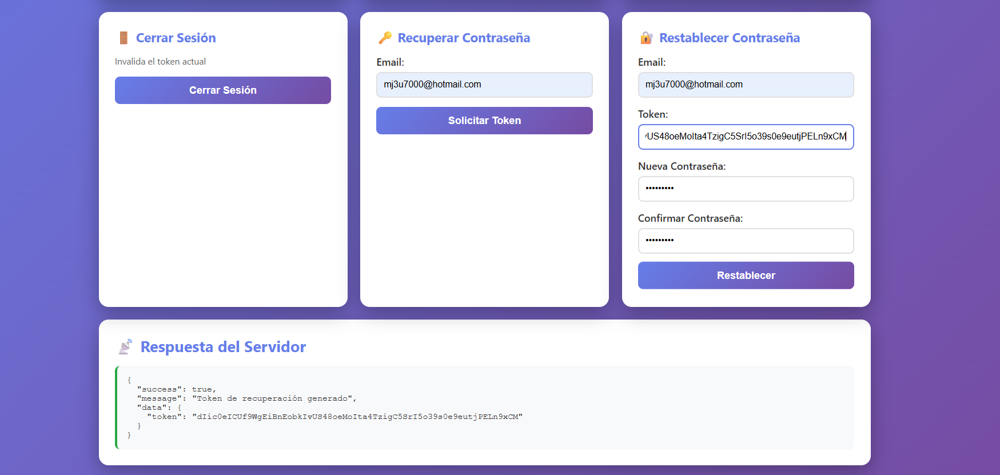 Cerrar Sesión
Invalida el token actual
Cerrar Sesión
Recuperar Contraseña
Email:
mj3u7000@hotmail.com
Solicitar Token
Restablecer Contraseña
Email:
mj3u7000@hotmail.com
Token:
US48oeMoIta4TzigC5SrI5o39s0e9eutjPELn9xCM
Nueva Contraseña:
•••••••••
Confirmar Contraseña:
•••••••••
Restablecer
Respuesta del Servidor
{
"success": true,
"message": "Token de recuperación generado",
"data": {
"token": "dIic0eICUf9WgEiBnEobkIvUS48oeMoIta4TzigC5SrI5o39s0e9eutjPELn9xCM"
}
}